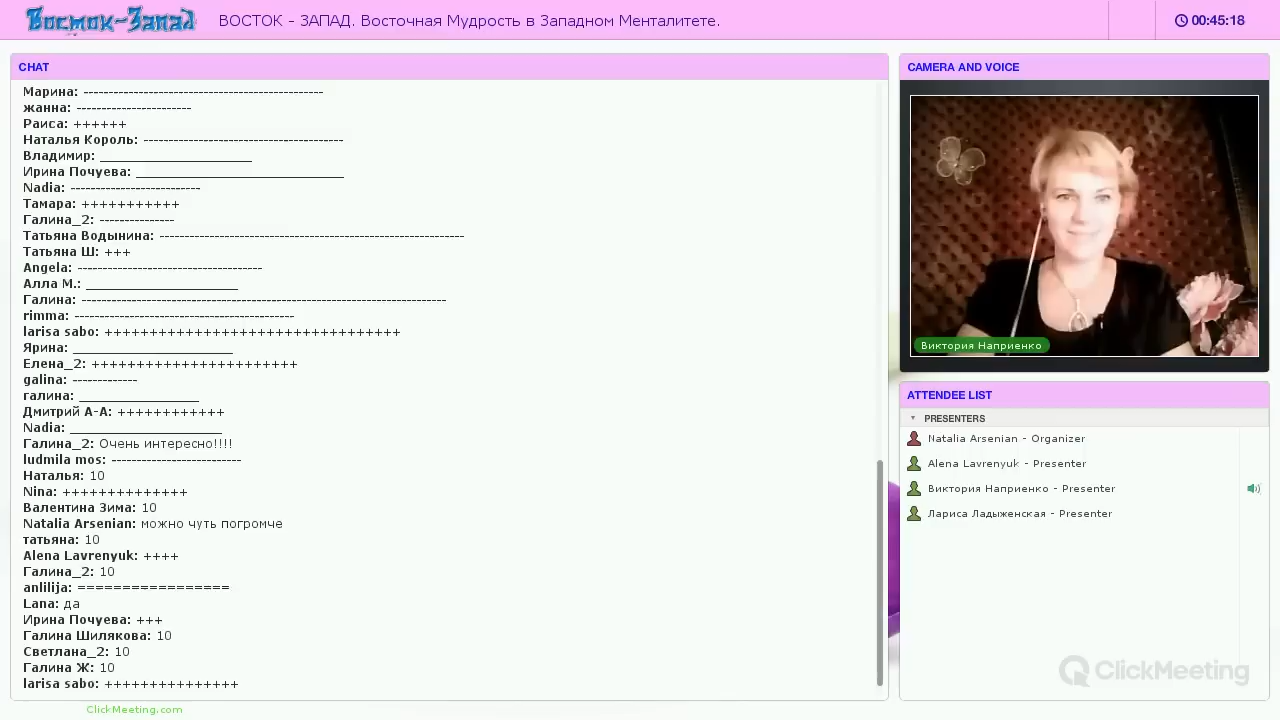 Восток-Запад
ВОСТОК - ЗАПАД. Восточная Мудрость в Западном Менталитете.
00:45:18
CHAT
Марина: ------------------------------------------------
жанна: -----------------------
Раиса: ++++++
Наталья Король: ----------------------------------------
Владимир: ______________________
Ирина Почуева: ______________________________
Nadia: --------------------------
Тамара: +++++++++++
Галина_2: ---------------
Татьяна Водынина: -------------------------------------------------------------
Татьяна Ш: +++
Angela: -------------------------------------
Алла М.: ______________________
Галина: -------------------------------------------------------------------------
rimma: --------------------------------------------
larisa sabo: +++++++++++++++++++++++++++++++++
Ярина: _______________________
Елена_2: +++++++++++++++++++++++
galina: -------------
галина: _________________
Дмитрий А-А: ++++++++++++
Nadia: ______________________
Галина_2: Очень интересно!!!!
ludmila mos: --------------------------
Наталья: 10
Nina: ++++++++++++++
Валентина Зима: 10
Natalia Arsenian: можно чуть погромче
татьяна: 10
Alena Lavrenyuk: ++++
Галина_2: 10
anlilija: =================
Lana: да
Ирина Почуева: +++
Галина Шилякова: 10
Светлана_2: 10
Галина Ж: 10
larisa sabo: +++++++++++++++
ClickMeeting.com
CAMERA AND VOICE
Виктория Наприенко
ATTENDEE LIST
PRESENTERS
Natalia Arsenian - Organizer
Alena Lavrenyuk - Presenter
Виктория Наприенко - Presenter
Лариса Ладыженская - Presenter
ClickMeeting